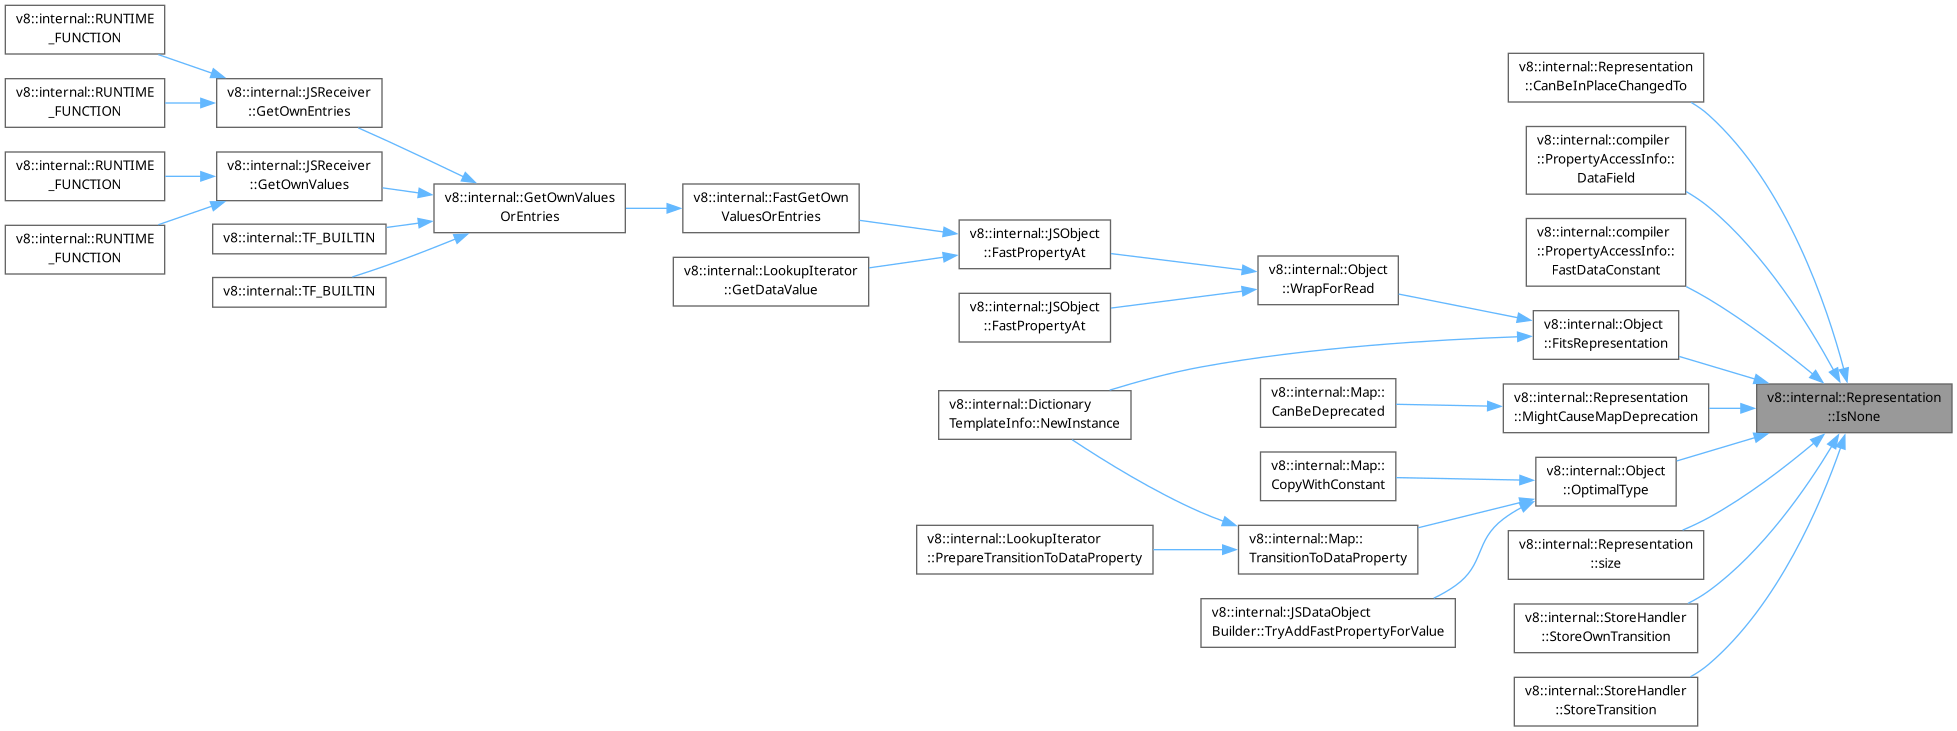 v8::internal::RUNTIME
_FUNCTION
v8::internal::RUNTIME
_FUNCTION
v8::internal::RUNTIME
_FUNCTION
v8::internal::RUNTIME
_FUNCTION
v8::internal::JSReceiver
::GetOwnEntries
v8::internal::JSReceiver
::GetOwnValues
v8::internal::TF_BUILTIN
v8::internal::TF_BUILTIN
v8::internal::GetOwnValues
OrEntries
v8::internal::FastGetOwn
ValuesOrEntries
v8::internal::LookupIterator
::GetDataValue
v8::internal::JSObject
::FastPropertyAt
v8::internal::JSObject
::FastPropertyAt
v8::internal::Dictionary
TemplateInfo::NewInstance
v8::internal::LookupIterator
::PrepareTransitionToDataProperty
v8::internal::Object
::WrapForRead
v8::internal::Map::
CanBeDeprecated
v8::internal::Map::
CopyWithConstant
v8::internal::Map::
TransitionToDataProperty
v8::internal::JSDataObject
Builder::TryAddFastPropertyForValue
v8::internal::Representation
::CanBeInPlaceChangedTo
v8::internal::compiler
::PropertyAccessInfo::
DataField
v8::internal::compiler
::PropertyAccessInfo::
FastDataConstant
v8::internal::Object
::FitsRepresentation
v8::internal::Representation
::MightCauseMapDeprecation
v8::internal::Object
::OptimalType
v8::internal::Representation
::size
v8::internal::StoreHandler
::StoreOwnTransition
v8::internal::StoreHandler
::StoreTransition
v8::internal::Representation
::IsNone